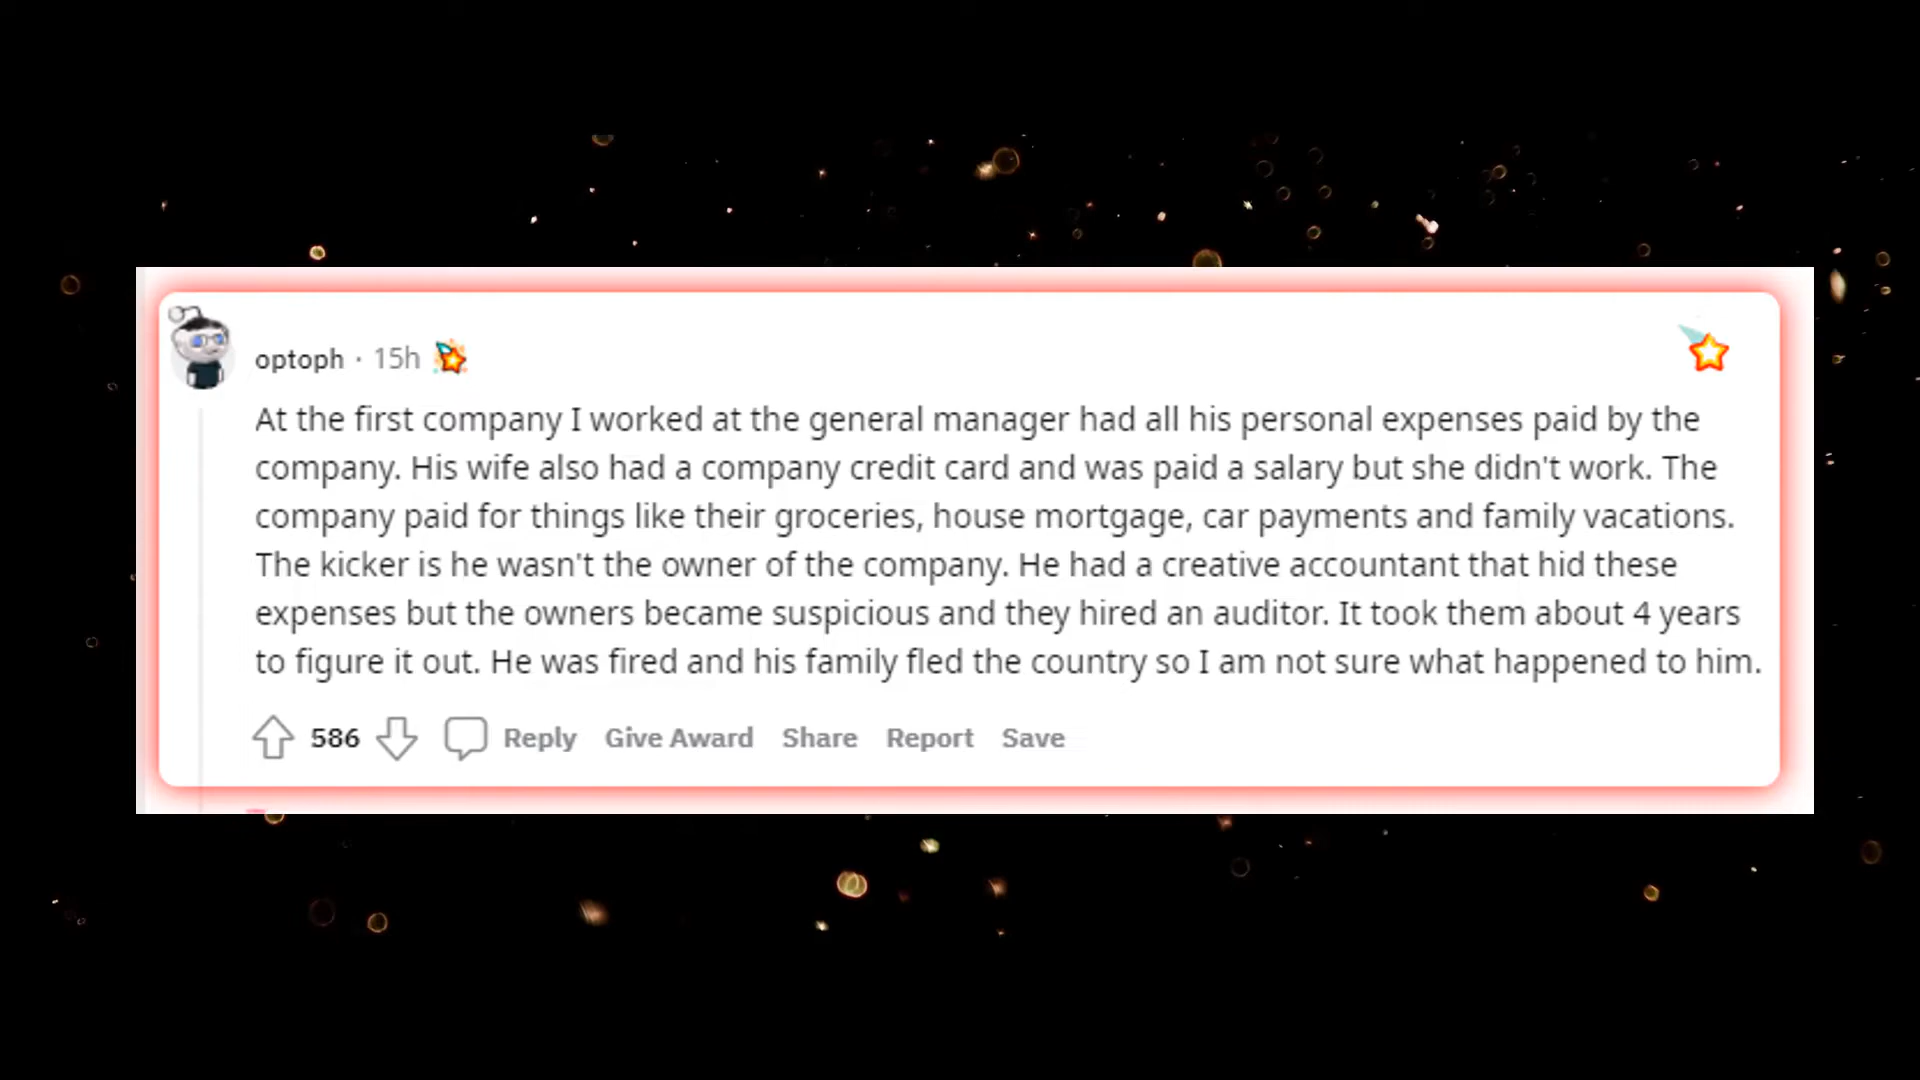 optoph · 15h
At the first company I worked at the general manager had all his personal expenses paid by the
company. His wife also had a company credit card and was paid a salary but she didn't work. The
company paid for things like their groceries, house mortgage, car payments and family vacations.
The kicker is he wasn't the owner of the company. He had a creative accountant that hid these
expenses but the owners became suspicious and they hired an auditor. It took them about 4 years
to figure it out. He was fired and his family fled the country so I am not sure what happened to him.
586 Reply Give Award Share Report Save